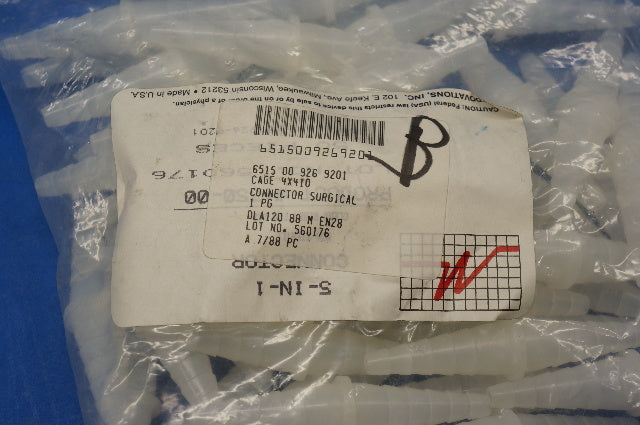 CAUTION: Federal (USA) law restricts this device to sale by or on the order of a physician.
INNOVATIONS, INC. 102 E. Keefe Ave. Milwaukee, Wisconsin 53212 • Made in U.S.A.
6515009269201
B
6515 00 926 9201
CAGE 4X410
CONNECTOR SURGICAL
1 PG
DLA120 88 M EN28
LOT NO. 560176
A 7/88 PC
CONNECTOR
5-IN-1